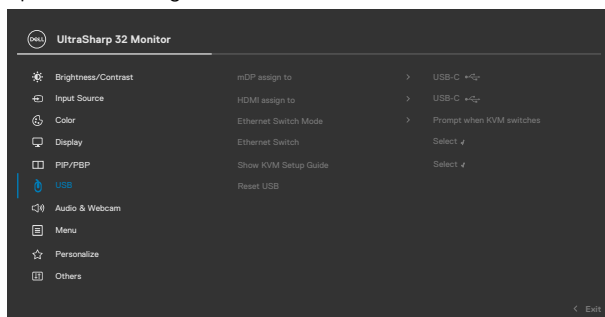 DELL
UltraSharp 32 Monitor
Brightness/Contrast
mDP assign to > USB-C
Input Source
HDMI assign to > USB-C
Color
Ethernet Switch Mode > Prompt when KVM switches
Display
Ethernet Switch Select
PIP/PBP
Show KVM Setup Guide Select
USB
Reset USB
Audio & Webcam
Menu
Personalize
Others
< Exit